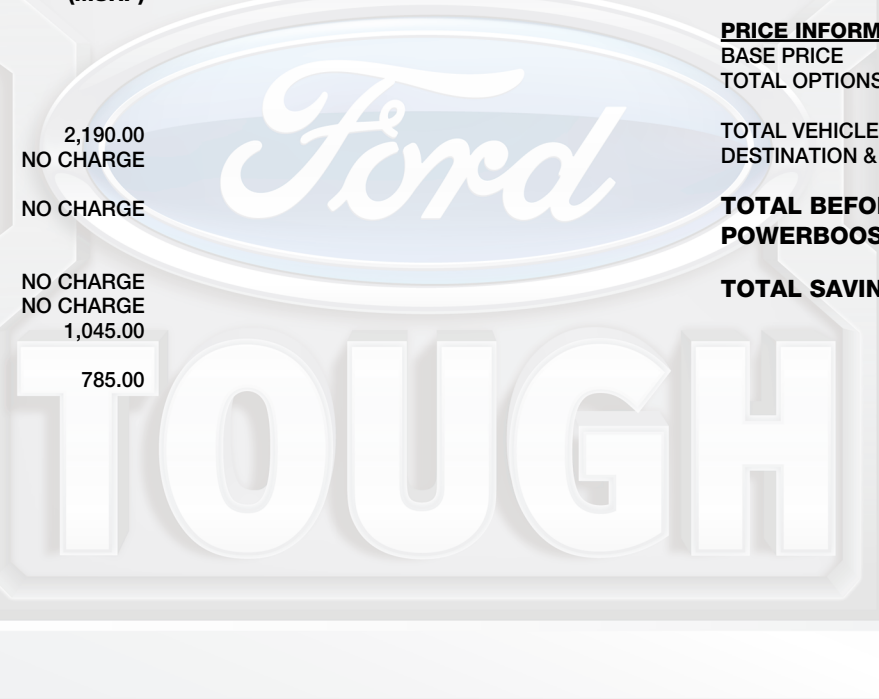 (MSRP)
2,190.00
NO CHARGE
NO CHARGE
NO CHARGE
NO CHARGE
1,045.00
785.00
PRICE INFORM
BASE PRICE
TOTAL OPTIONS
TOTAL VEHICLE
DESTINATION &
TOTAL BEFO
POWERBOOS
TOTAL SAVIN
Ford
TOUGH